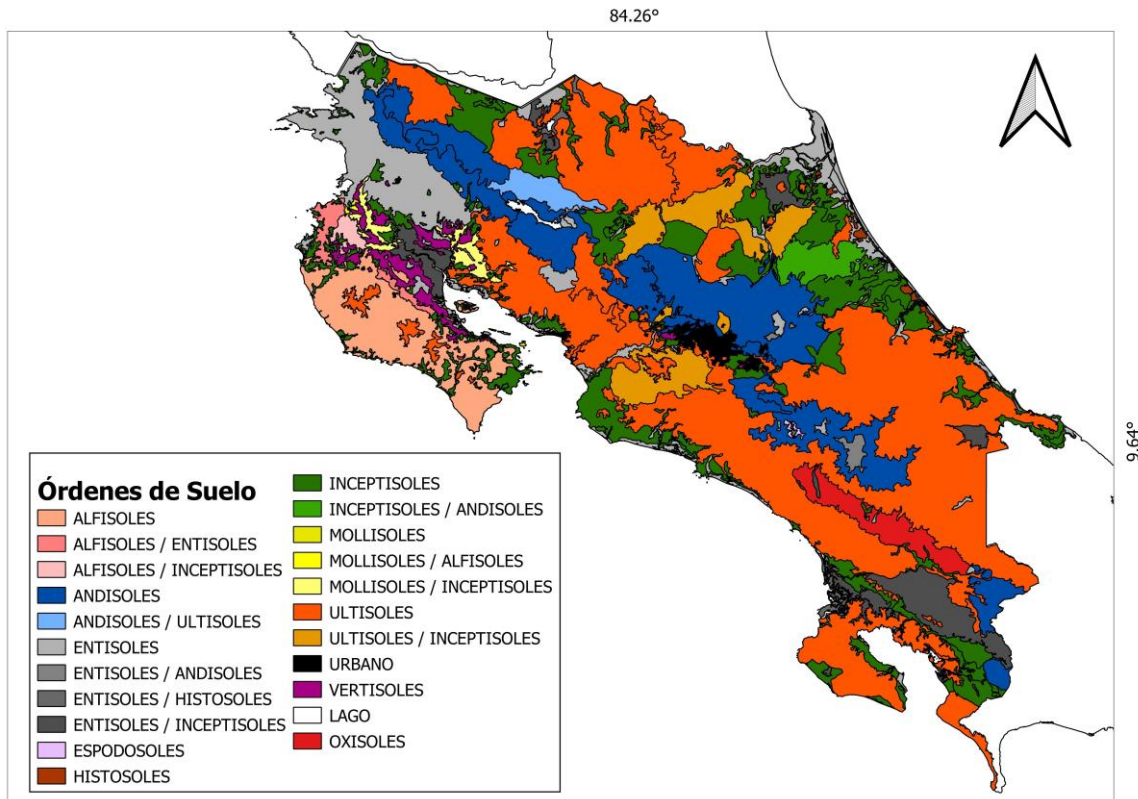 84.26°
9.64°
Órdenes de Suelo
ALFISOLES
ALFISOLES / ENTISOLES
ALFISOLES / INCEPTISOLES
ANDISOLES
ANDISOLES / ULTISOLES
ENTISOLES
ENTISOLES / ANDISOLES
ENTISOLES / HISTOSOLES
ENTISOLES / INCEPTISOLES
ESPODOSOLES
HISTOSOLES
INCEPTISOLES
INCEPTISOLES / ANDISOLES
MOLLISOLES
MOLLISOLES / ALFISOLES
MOLLISOLES / INCEPTISOLES
ULTISOLES
ULTISOLES / INCEPTISOLES
URBANO
VERTISOLES
LAGO
OXISOLES